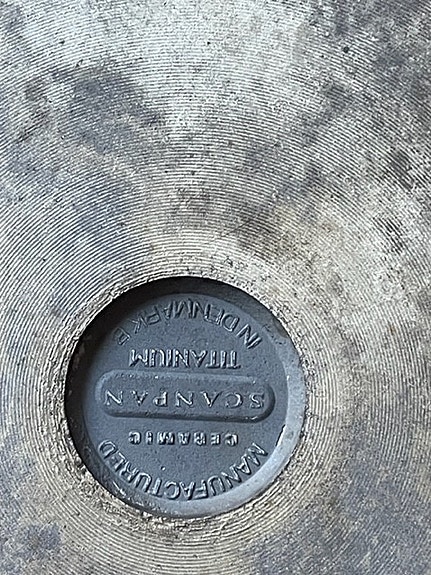 MANUFACTURED
CERAMIC
SCANPAN
TITANIUM
IN DENMARK